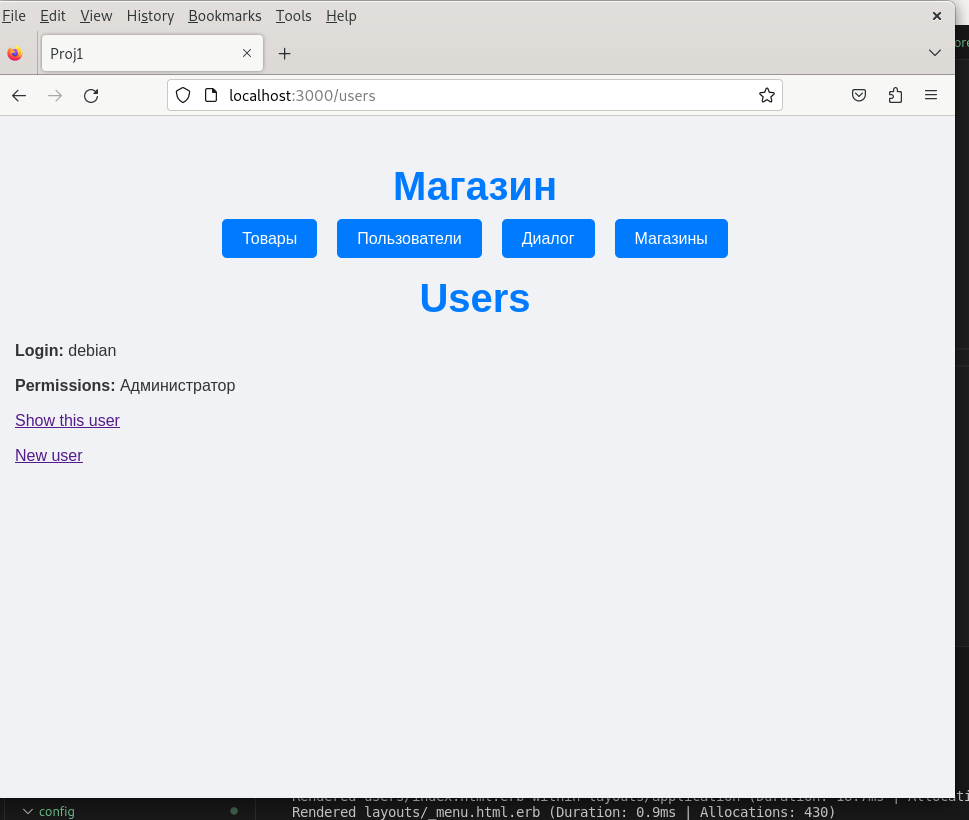 File Edit View History Bookmarks Tools Help
Proj1
localhost:3000/users
Магазин
Товары Пользователи Диалог Магазины
Users
Login: debian
Permissions: Администратор
Show this user
New user
config
Rendered layouts/_menu.html.erb (Duration: 0.9ms | Allocations: 430)